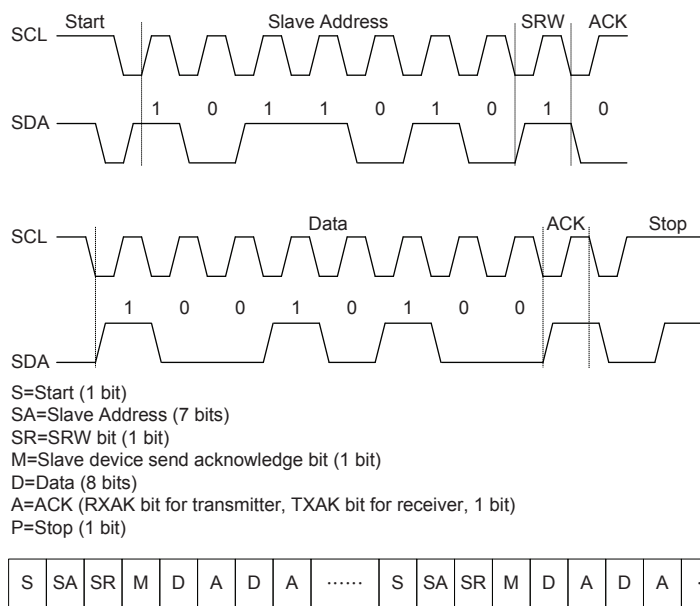 Start Slave Address SRW ACK
SCL
1 0 1 1 0 1 0 1 0
SDA
Data ACK Stop
SCL
1 0 0 1 0 1 0 0
SDA
S=Start (1 bit)
SA=Slave Address (7 bits)
SR=SRW bit (1 bit)
M=Slave device send acknowledge bit (1 bit)
D=Data (8 bits)
A=ACK (RXAK bit for transmitter, TXAK bit for receiver, 1 bit)
P=Stop (1 bit)
S SA SR M D A D A ...... S SA SR M D A D A